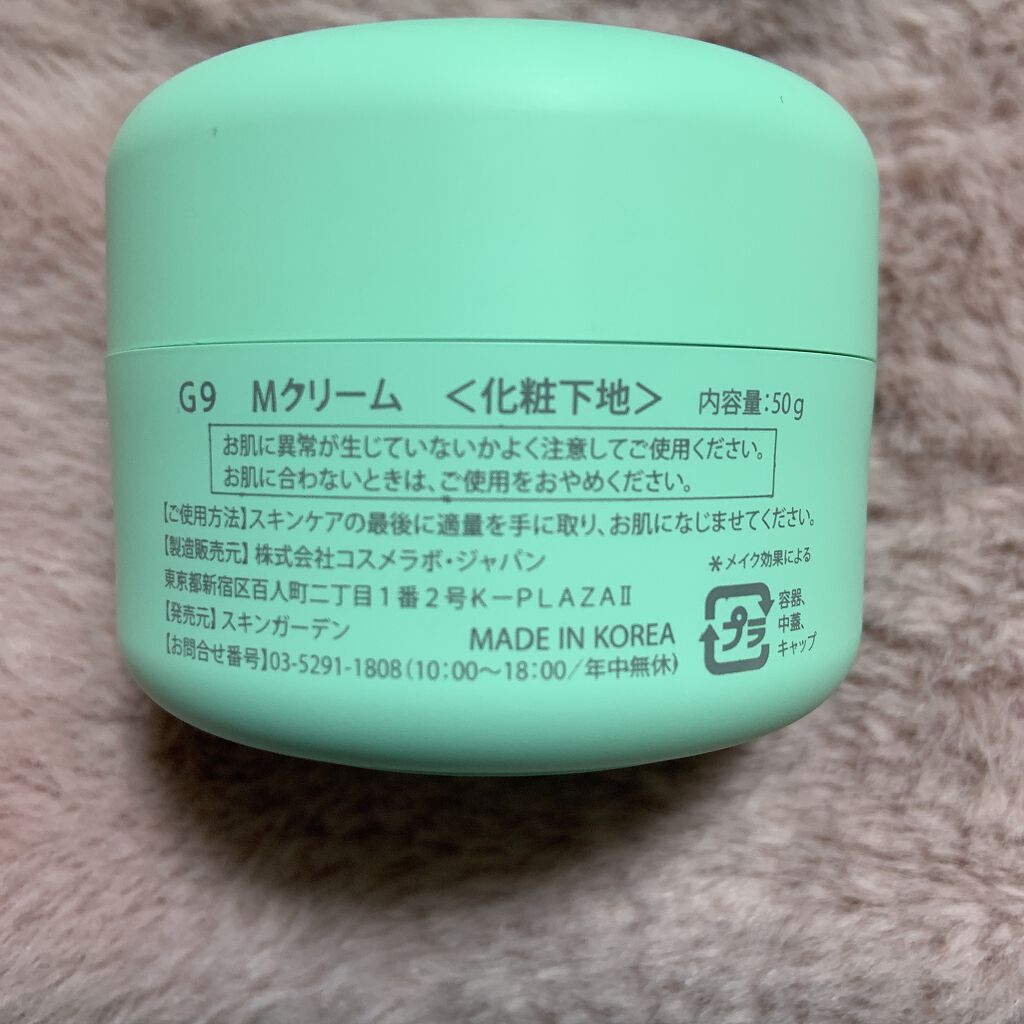 G9 Mクリーム <化粧下地> 内容量:50g
お肌に異常が生じていないかよく注意してご使用ください。
お肌に合わないときは、ご使用をおやめください。
【ご使用方法】スキンケアの最後に適量を手に取り、お肌になじませてください。
【製造販売元】株式会社コスメラボ・ジャパン
*メイク効果による
東京都新宿区百人町二丁目1番2号K-PLAZAⅡ
【発売元】スキンガーデン
MADE IN KOREA
【お問合せ番号】03-5291-1808(10:00~18:00/年中無休)
プラ
容器、
中蓋、
キャップ